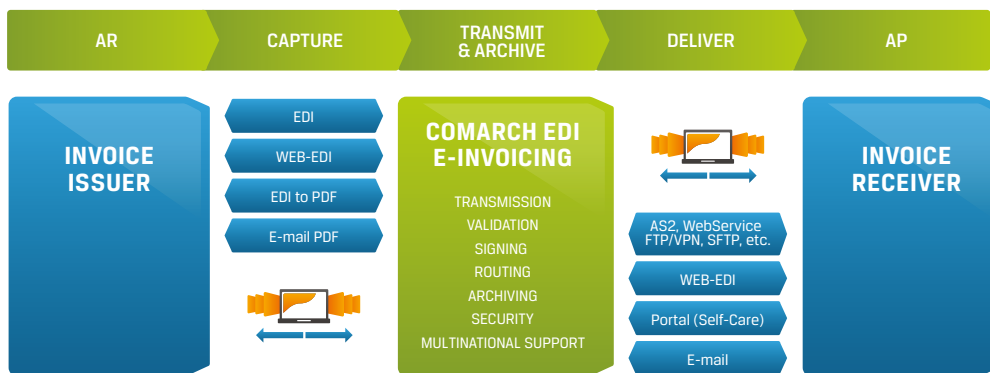 AR
CAPTURE
TRANSMIT
& ARCHIVE
DELIVER
AP
INVOICE
ISSUER
EDI
WEB-EDI
EDI to PDF
E-mail PDF
COMARCH EDI
E-INVOICING
TRANSMISSION
VALIDATION
SIGNING
ROUTING
ARCHIVING
SECURITY
MULTINATIONAL SUPPORT
AS2, WebService
FTP/VPN, SFTP, etc.
WEB-EDI
Portal (Self-Care)
E-mail
INVOICE
RECEIVER